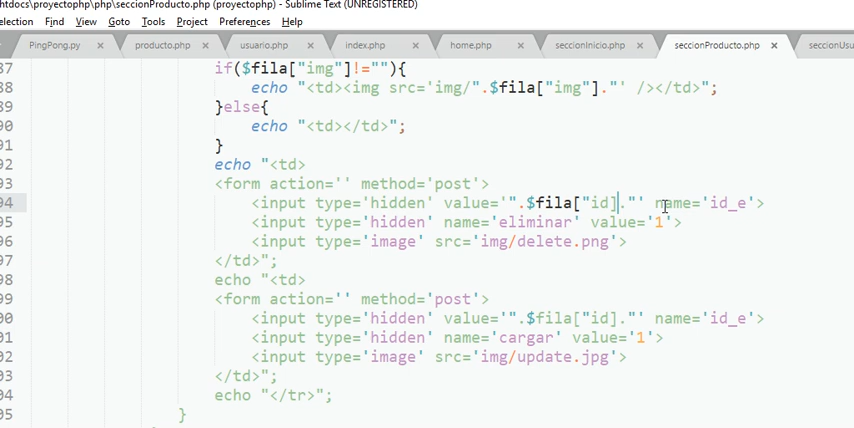 htdocs\proyectophp\php\seccionProducto.php (proyectophp) - Sublime Text (UNREGISTERED)
election Find View Goto Tools Project Preferences Help
PingPong.py × producto.php × usuario.php × index.php × home.php × seccionInicio.php × seccionProducto.php × seccionUsu
87 if($fila["img"]!=""){
88 echo "<td><img src='img/".$fila["img"]."' /></td>";
89 }else{
90 echo "<td></td>";
91 }
92 echo "<td>
93 <form action='' method='post'>
94 <input type='hidden' value='".$fila["id]."' name='id_e'>
95 <input type='hidden' name='eliminar' value='1'>
96 <input type='image' src='img/delete.png'>
97 </td>";
98 echo "<td>
99 <form action='' method='post'>
00 <input type='hidden' value='".$fila["id]."' name='id_e'>
01 <input type='hidden' name='cargar' value='1'>
02 <input type='image' src='img/update.jpg'>
03 </td>";
04 echo "</tr>";
05 }